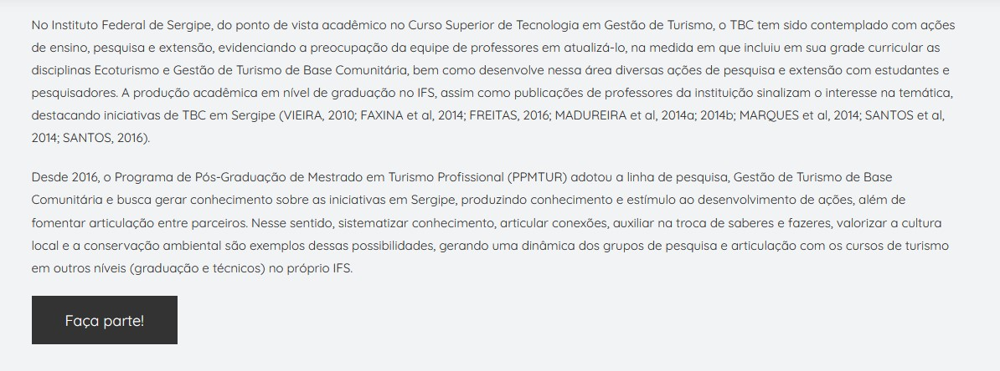 No Instituto Federal de Sergipe, do ponto de vista acadêmico no Curso Superior de Tecnologia em Gestão de Turismo, o TBC tem sido contemplado com ações
de ensino, pesquisa e extensão, evidenciando a preocupação da equipe de professores em atualizá-lo, na medida em que incluiu em sua grade curricular as
disciplinas Ecoturismo e Gestão de Turismo de Base Comunitária, bem como desenvolve nessa área diversas ações de pesquisa e extensão com estudantes e
pesquisadores. A produção acadêmica em nível de graduação no IFS, assim como publicações de professores da instituição sinalizam o interesse na temática,
destacando iniciativas de TBC em Sergipe (VIEIRA, 2010; FAXINA et al, 2014; FREITAS, 2016; MADUREIRA et al, 2014a; 2014b; MARQUES et al, 2014; SANTOS et al,
2014; SANTOS, 2016).
Desde 2016, o Programa de Pós-Graduação de Mestrado em Turismo Profissional (PPMTUR) adotou a linha de pesquisa, Gestão de Turismo de Base
Comunitária e busca gerar conhecimento sobre as iniciativas em Sergipe, produzindo conhecimento e estímulo ao desenvolvimento de ações, além de
fomentar articulação entre parceiros. Nesse sentido, sistematizar conhecimento, articular conexões, auxiliar na troca de saberes e fazeres, valorizar a cultura
local e a conservação ambiental são exemplos dessas possibilidades, gerando uma dinâmica dos grupos de pesquisa e articulação com os cursos de turismo
em outros níveis (graduação e técnicos) no próprio IFS.
Faça parte!